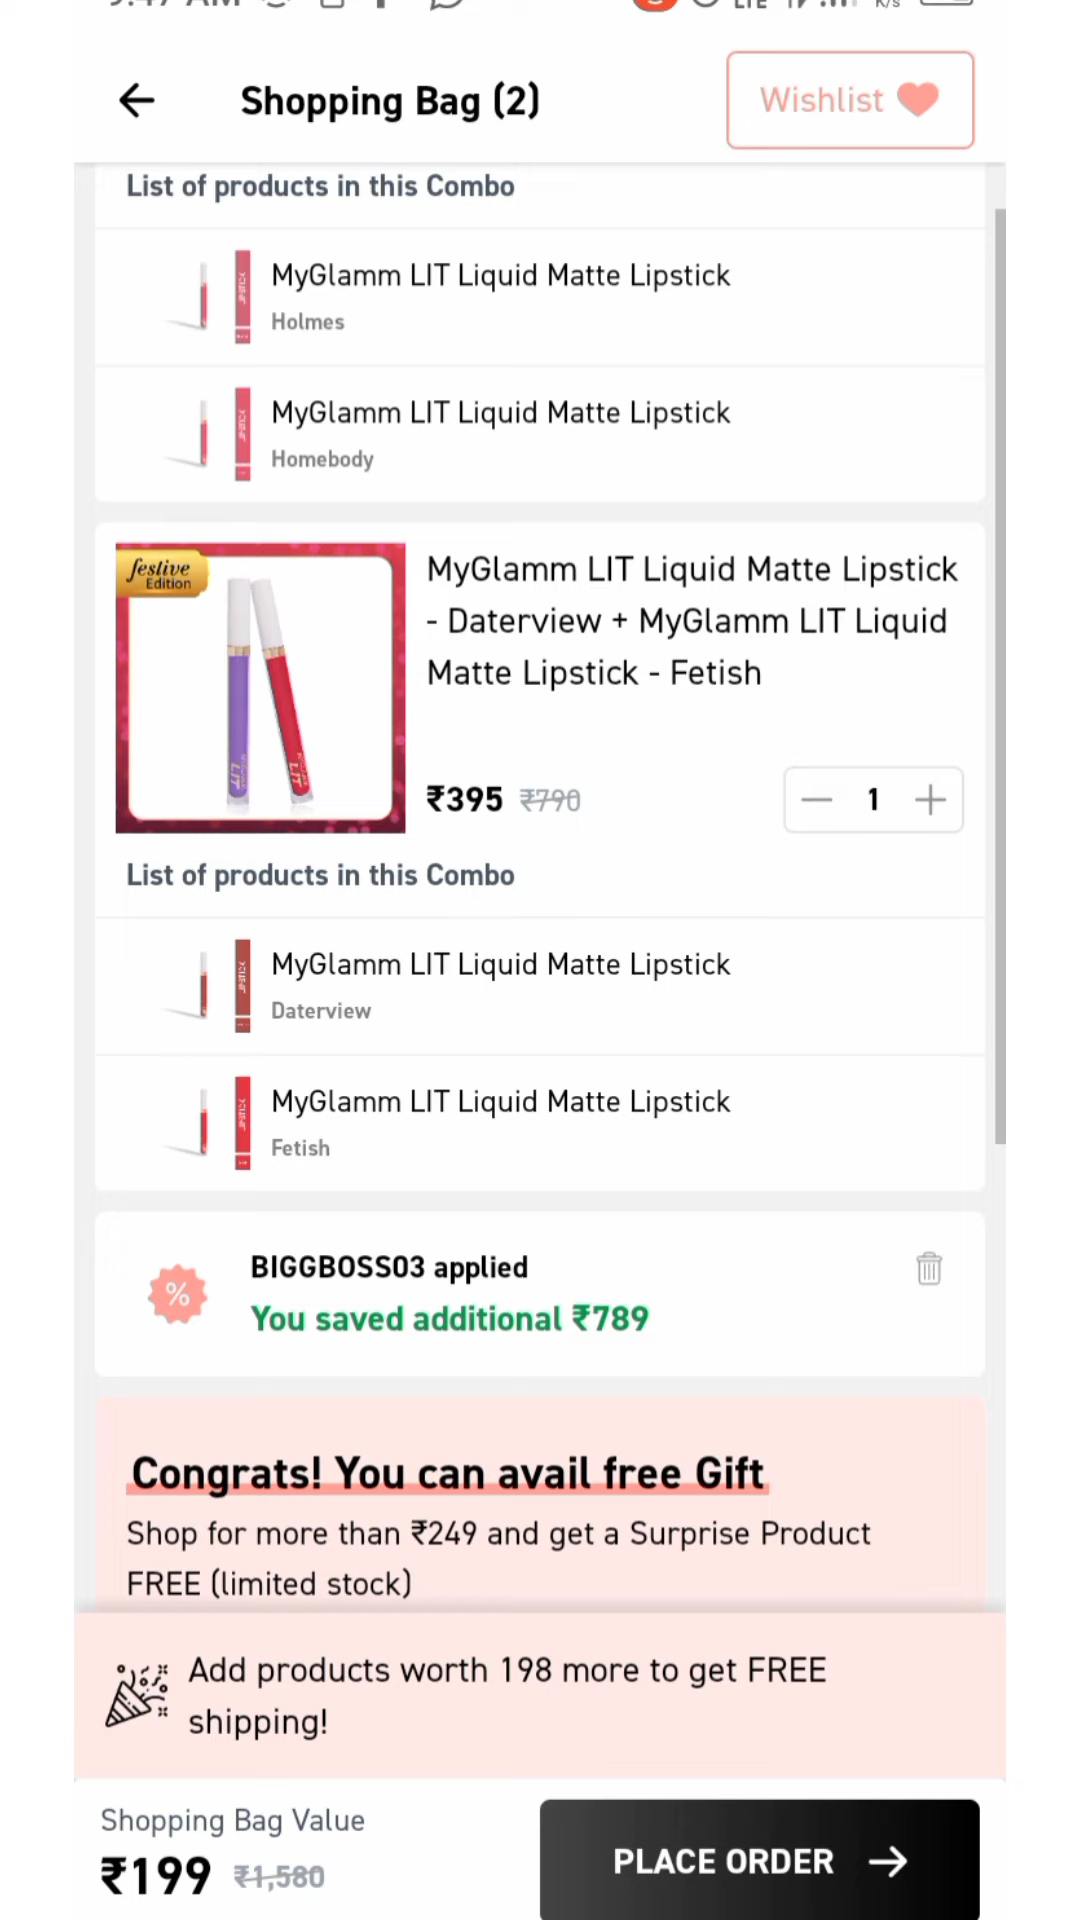 Shopping Bag (2)
Wishlist
List of products in this Combo
MyGlamm LIT Liquid Matte Lipstick
Holmes
MyGlamm LIT Liquid Matte Lipstick
Homebody
festive
Edition
LIT
LIT
MyGlamm LIT Liquid Matte Lipstick
- Daterview + MyGlamm LIT Liquid
Matte Lipstick - Fetish
₹395 ₹790
1
List of products in this Combo
MyGlamm LIT Liquid Matte Lipstick
Daterview
MyGlamm LIT Liquid Matte Lipstick
Fetish
%
BIGGBOSS03 applied
You saved additional ₹789
Congrats! You can avail free Gift
Shop for more than ₹249 and get a Surprise Product
FREE (limited stock)
Add products worth 198 more to get FREE
shipping!
Shopping Bag Value
₹199 ₹1,580
PLACE ORDER